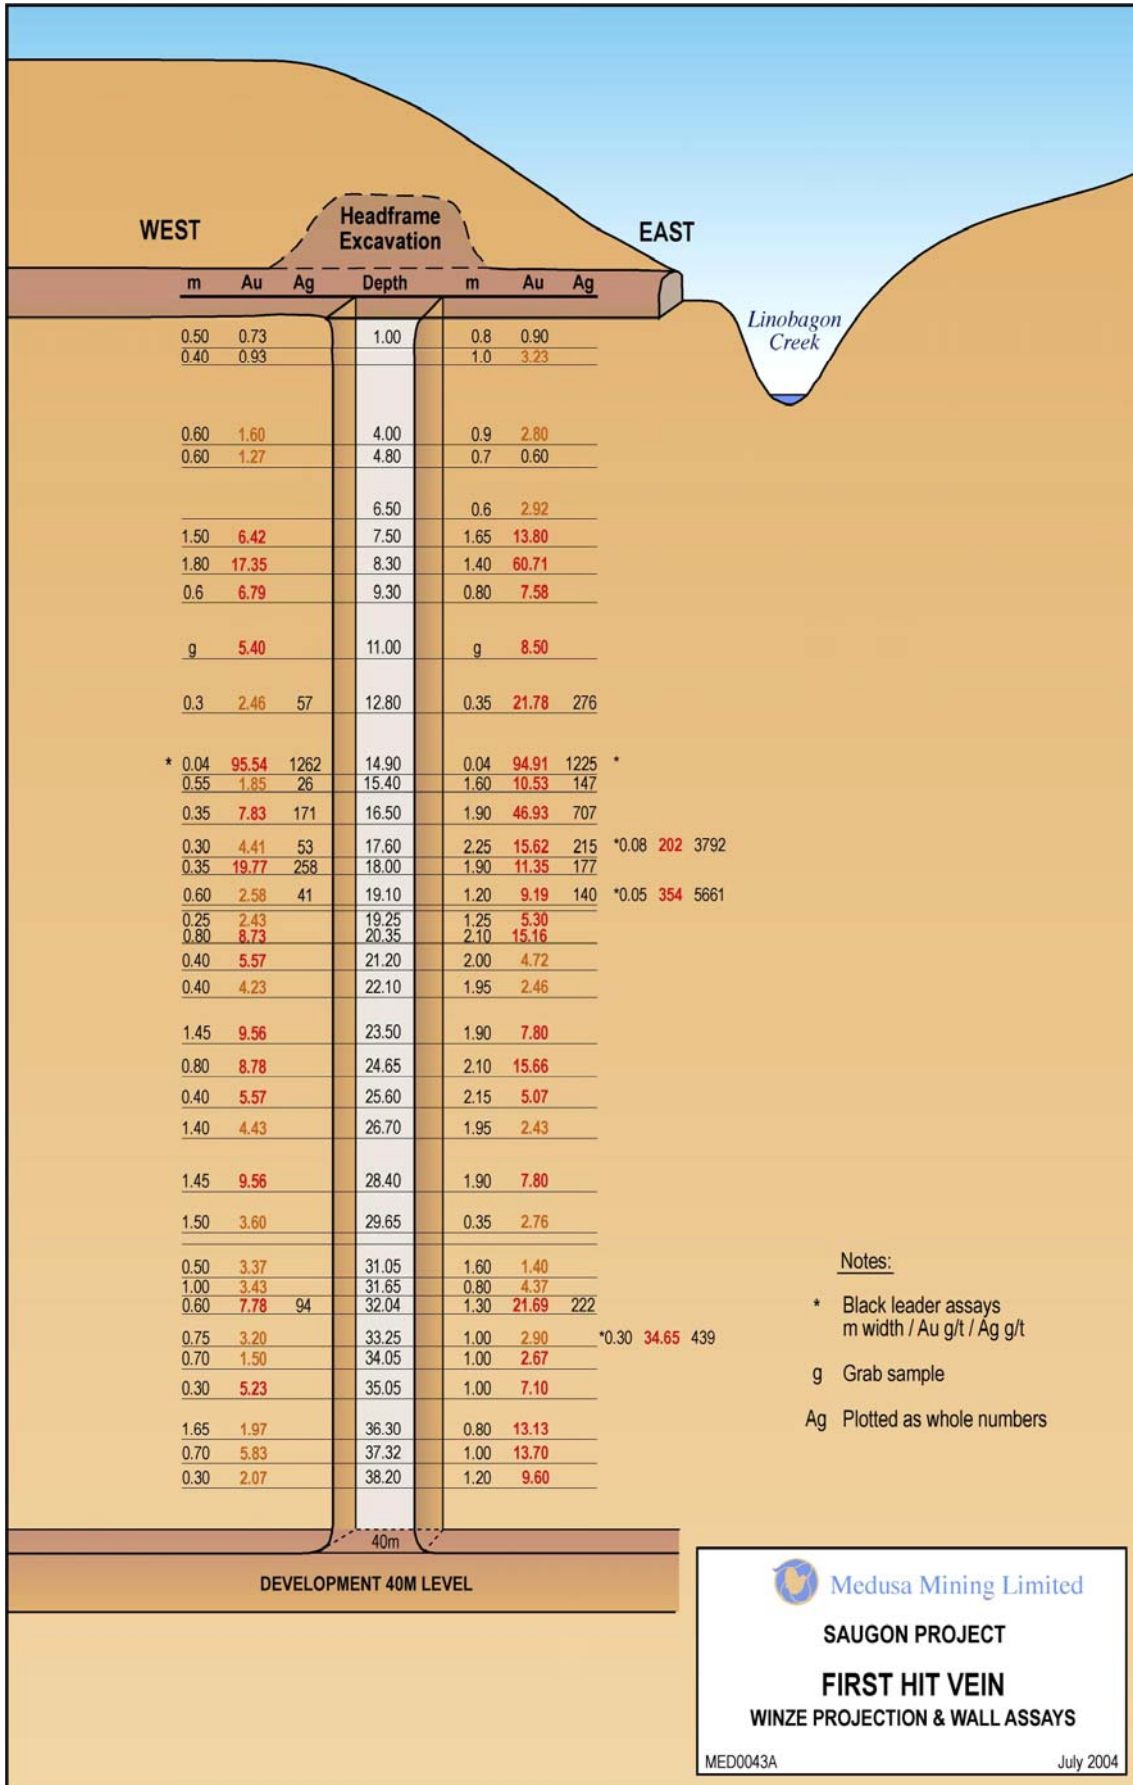 WEST
Headframe
Excavation
EAST
m Au Ag Depth m Au Ag
Linobagon
Creek
0.50 0.73 1.00 0.8 0.90
0.40 0.93 1.0 3.23
0.60 1.60 4.00 0.9 2.80
0.60 1.27 4.80 0.7 0.60
6.50 0.6 2.92
1.50 6.42 7.50 1.65 13.80
1.80 17.35 8.30 1.40 60.71
0.6 6.79 9.30 0.80 7.58
g 5.40 11.00 g 8.50
0.3 2.46 57 12.80 0.35 21.78 276
* 0.04 95.54 1262 14.90 0.04 94.91 1225 *
0.55 1.85 26 15.40 1.60 10.53 147
0.35 7.83 171 16.50 1.90 46.93 707
0.30 4.41 53 17.60 2.25 15.62 215 *0.08 202 3792
0.35 19.77 258 18.00 1.90 11.35 177
0.60 2.58 41 19.10 1.20 9.19 140 *0.05 354 5661
0.25 2.43 19.25 1.25 5.30
0.80 8.73 20.35 2.10 15.16
0.40 5.57 21.20 2.00 4.72
0.40 4.23 22.10 1.95 2.46
1.45 9.56 23.50 1.90 7.80
0.80 8.78 24.65 2.10 15.66
0.40 5.57 25.60 2.15 5.07
1.40 4.43 26.70 1.95 2.43
1.45 9.56 28.40 1.90 7.80
1.50 3.60 29.65 0.35 2.76
0.50 3.37 31.05 1.60 1.40
1.00 3.43 31.65 0.80 4.37
0.60 7.78 94 32.04 1.30 21.69 222
0.75 3.20 33.25 1.00 2.90 *0.30 34.65 439
0.70 1.50 34.05 1.00 2.67
0.30 5.23 35.05 1.00 7.10
1.65 1.97 36.30 0.80 13.13
0.70 5.83 37.32 1.00 13.70
0.30 2.07 38.20 1.20 9.60
40m
DEVELOPMENT 40M LEVEL
Notes:
* Black leader assays
m width / Au g/t / Ag g/t
g Grab sample
Ag Plotted as whole numbers
Medusa Mining Limited
SAUGON PROJECT
FIRST HIT VEIN
WINZE PROJECTION & WALL ASSAYS
MED0043A July 2004